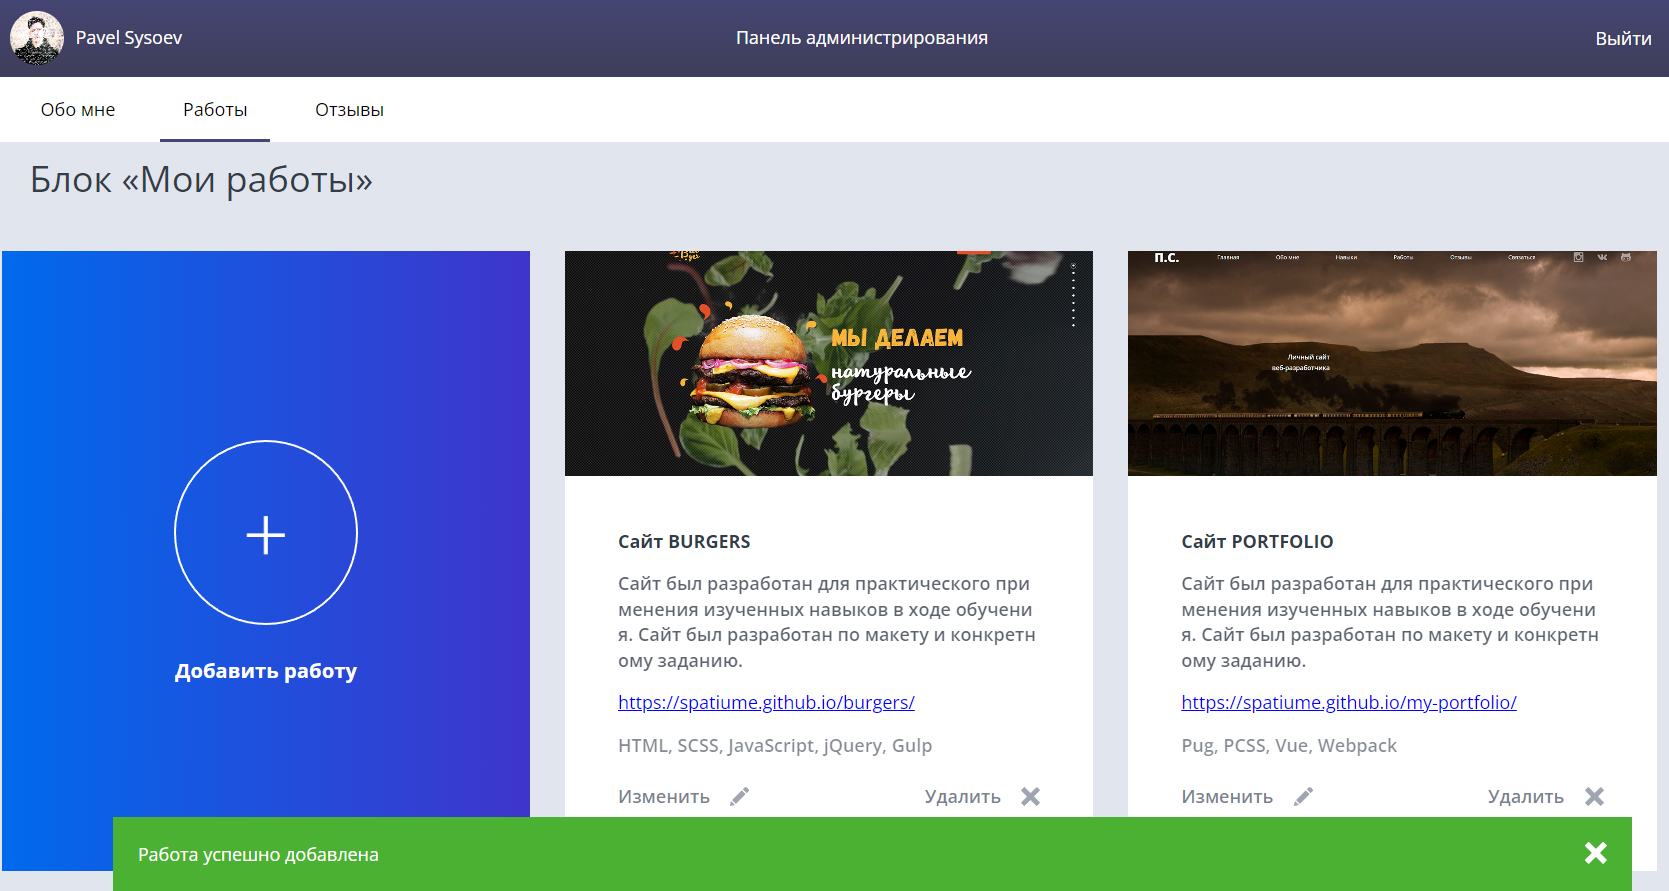 Pavel Sysoev
Панель администрирования
Выйти
Обо мне
Работы
Отзывы
Блок «Мои работы»
Добавить работу
МЫ ДЕЛАЕМ
натуральные
бургеры
Сайт BURGERS
Сайт был разработан для практического при
менения изученных навыков в ходе обучени
я. Сайт был разработан по макету и конкретн
ому заданию.
https://spatiume.github.io/burgers/
HTML, SCSS, JavaScript, jQuery, Gulp
Изменить
Удалить
П.С.
Главная
Обо мне
Навыки
Работы
Отзывы
Связаться
Личный сайт
веб-разработчика
Сайт PORTFOLIO
Сайт был разработан для практического при
менения изученных навыков в ходе обучени
я. Сайт был разработан по макету и конкретн
ому заданию.
https://spatiume.github.io/my-portfolio/
Pug, PCSS, Vue, Webpack
Изменить
Удалить
Работа успешно добавлена